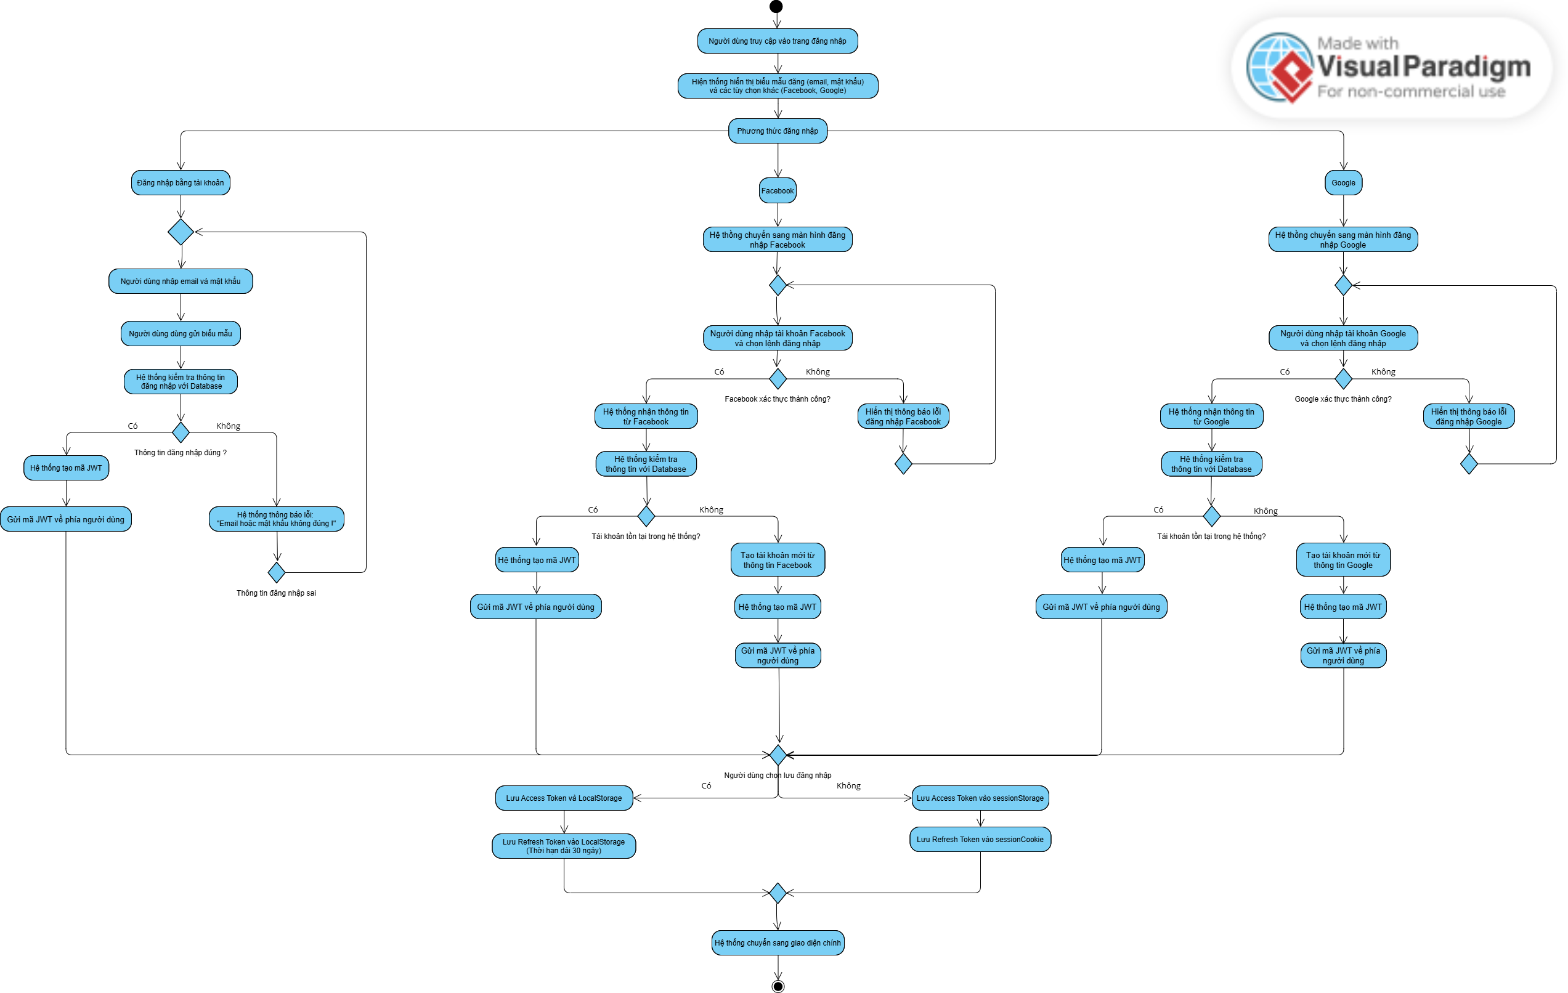 Made with
Visual Paradigm
For non-commercial use
Người dùng truy cập vào trang đăng nhập
Hiện thống hiển thị biểu mẫu đăng (email, mật khẩu)
và các tùy chọn khác (Facebook, Google)
Phương thức đăng nhập
Đăng nhập bằng tài khoản
Người dùng nhập email và mật khẩu
Người dùng dùng gửi biểu mẫu
Hệ thống kiểm tra thông tin
đăng nhập với Database
Có
Không
Thông tin đăng nhập đúng ?
Hệ thống tạo mã JWT
Gửi mã JWT về phía người dùng
Hệ thống thông báo lỗi:
"Email hoặc mật khẩu không đúng !"
Thông tin đăng nhập sai
Facebook
Hệ thống chuyển sang màn hình đăng
nhập Facebook
Người dùng nhập tài khoản Facebook
và chọn lệnh đăng nhập
Có
Không
Facebook xác thực thành công?
Hệ thống nhận thông tin
từ Facebook
Hiển thị thông báo lỗi
đăng nhập Facebook
Hệ thống kiểm tra
thông tin với Database
Có
Không
Tài khoản tồn tại trong hệ thống?
Hệ thống tạo mã JWT
Gửi mã JWT về phía người dùng
Tạo tài khoản mới từ
thông tin Facebook
Hệ thống tạo mã JWT
Gửi mã JWT về phía
người dùng
Google
Hệ thống chuyển sang màn hình đăng
nhập Google
Người dùng nhập tài khoản Google
và chọn lệnh đăng nhập
Có
Không
Google xác thực thành công?
Hệ thống nhận thông tin
từ Google
Hiển thị thông báo lỗi
đăng nhập Google
Hệ thống kiểm tra
thông tin với Database
Có
Không
Tài khoản tồn tại trong hệ thống?
Hệ thống tạo mã JWT
Gửi mã JWT về phía người dùng
Tạo tài khoản mới từ
thông tin Google
Hệ thống tạo mã JWT
Gửi mã JWT về phía
người dùng
Người dùng chọn lưu đăng nhập
Có
Không
Lưu Access Token và LocalStorage
Lưu Refresh Token vào LocalStorage
(Thời hạn dài 30 ngày)
Lưu Access Token vào sessionStorage
Lưu Refresh Token vào sessionCookie
Hệ thống chuyển sang giao diện chính